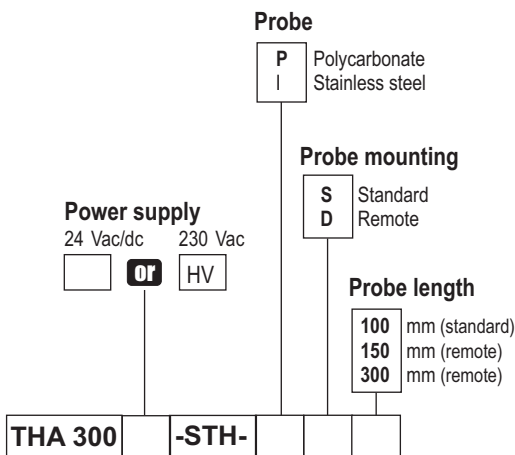 Probe
P Polycarbonate
I Stainless steel
Probe mounting
S Standard
D Remote
Power supply
24 Vac/dc 230 Vac
or HV
Probe length
100 mm (standard)
150 mm (remote)
300 mm (remote)
THA 300 -STH-